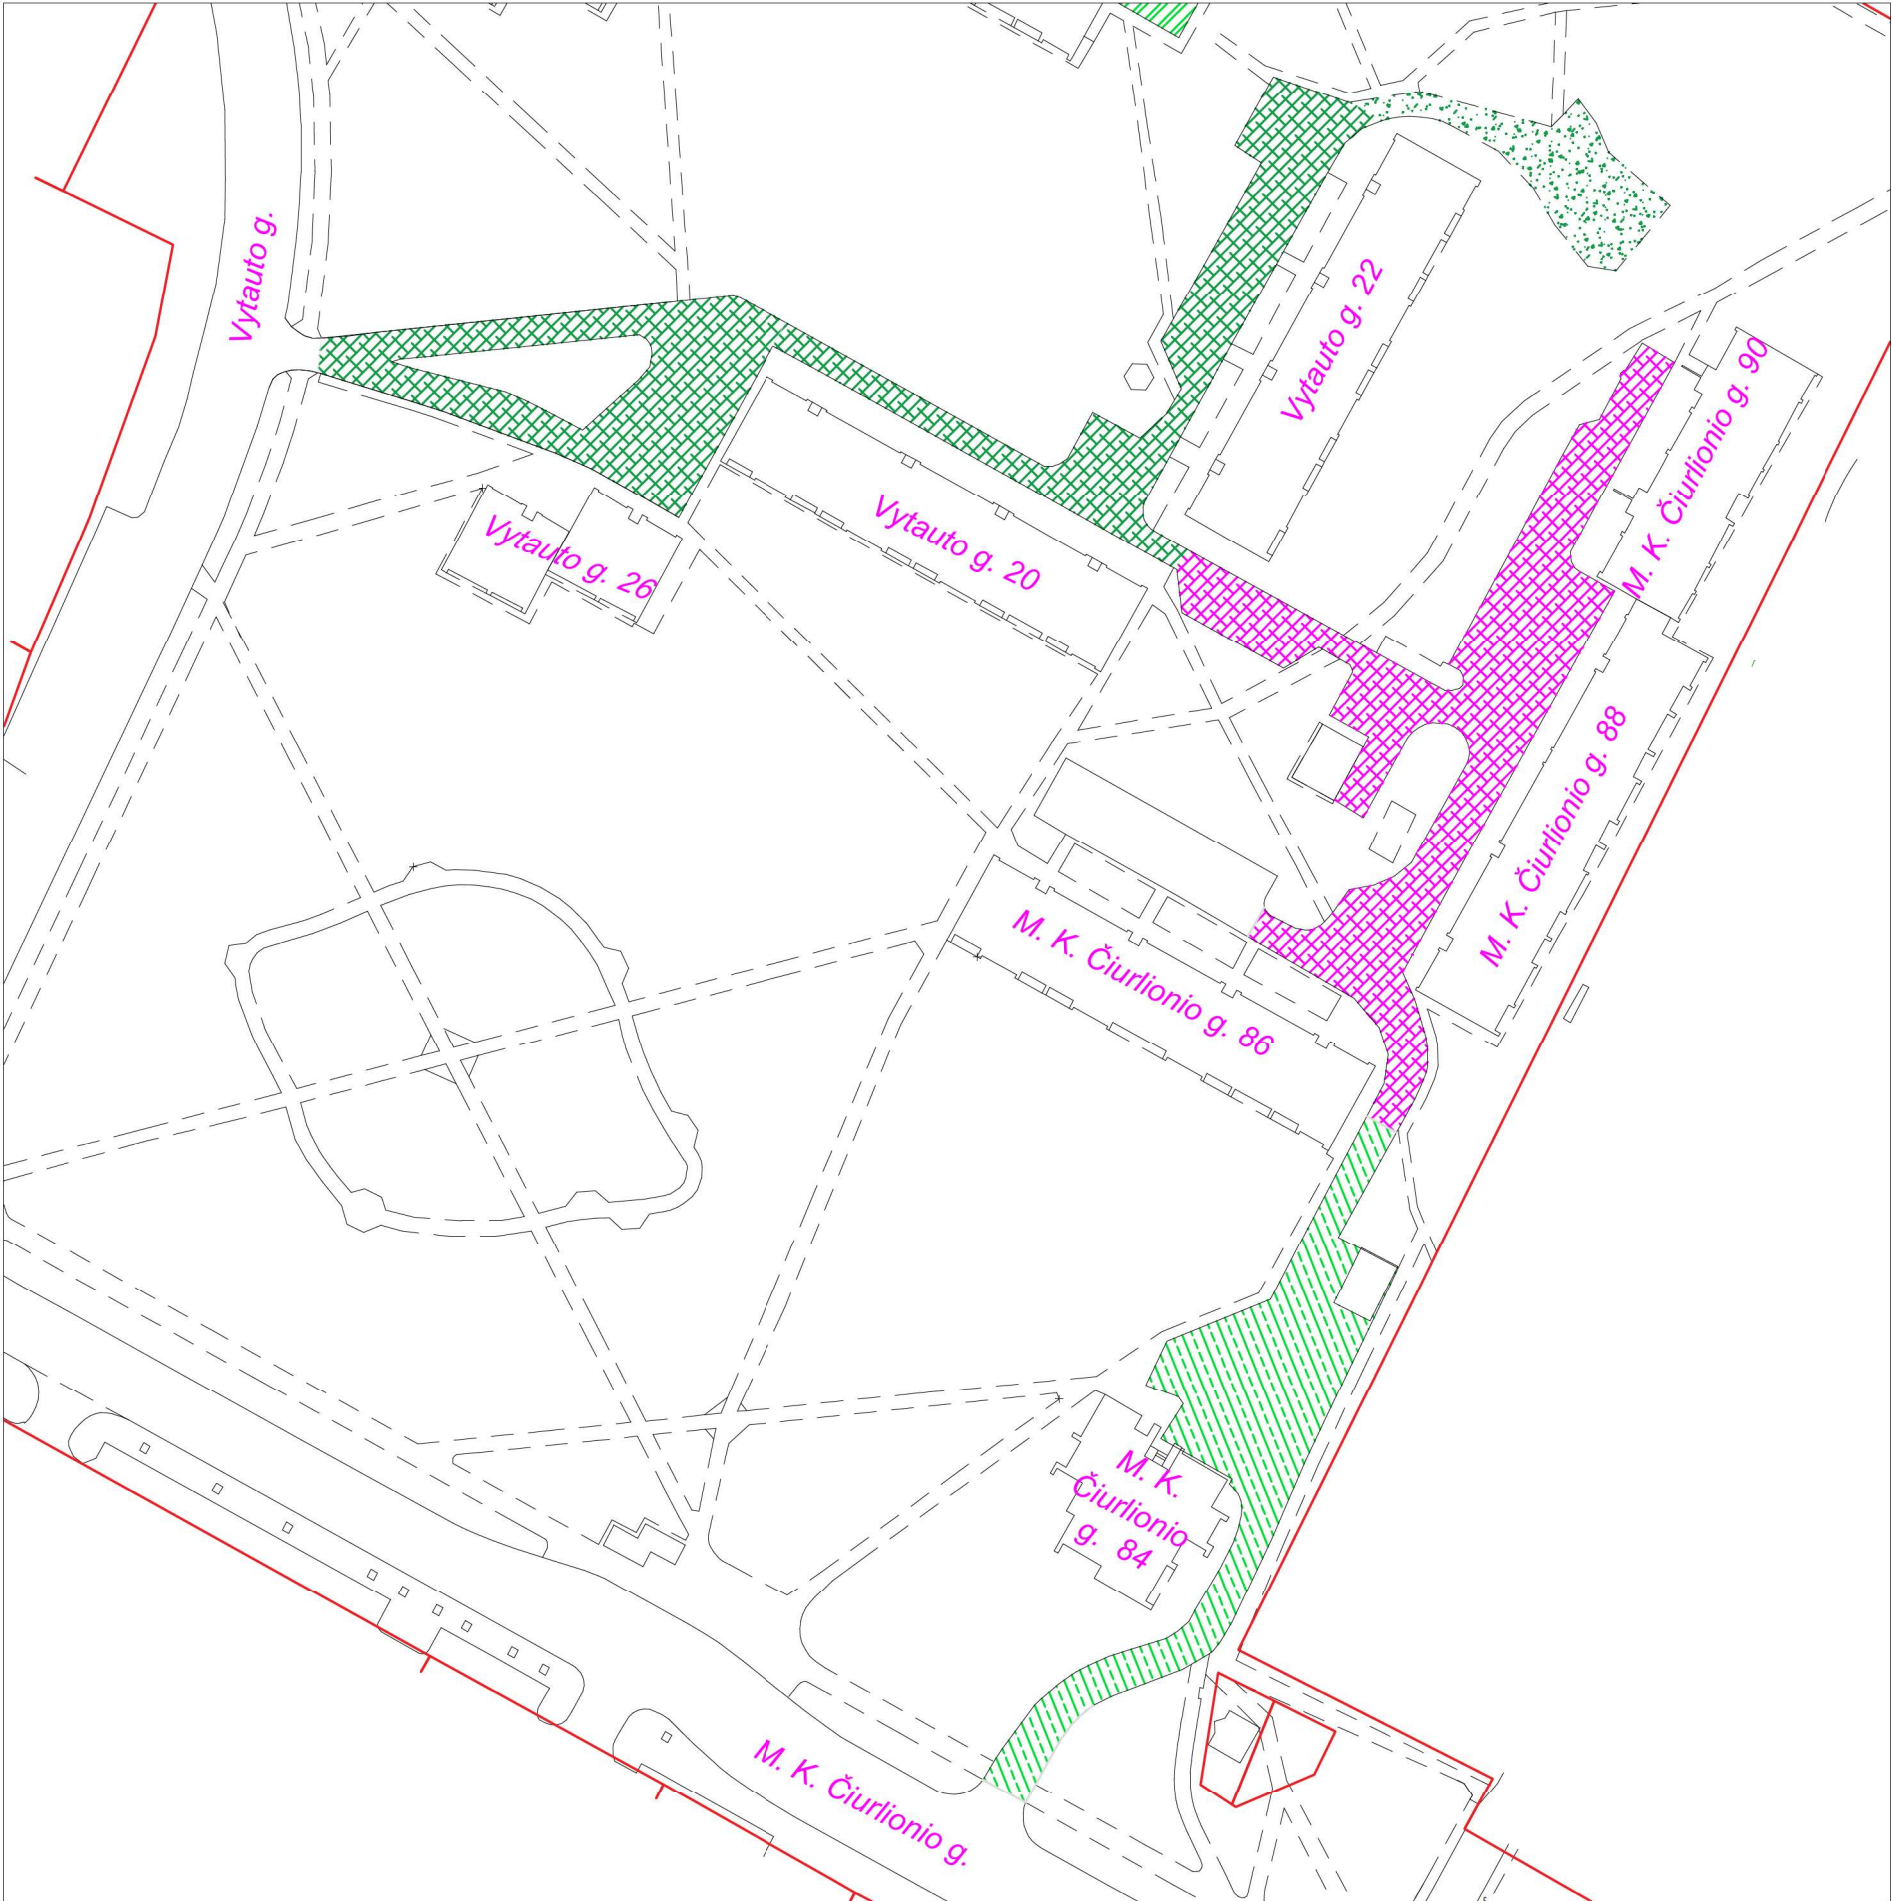 Vytauto g.
Vytauto g. 22
M. K. Čiurlionio g. 90
Vytauto g. 26
Vytauto g. 20
M. K. Čiurlionio g. 88
M. K. Čiurlionio g. 86
M. K.
Čiurlionio
g. 84
M. K. Čiurlionio g.